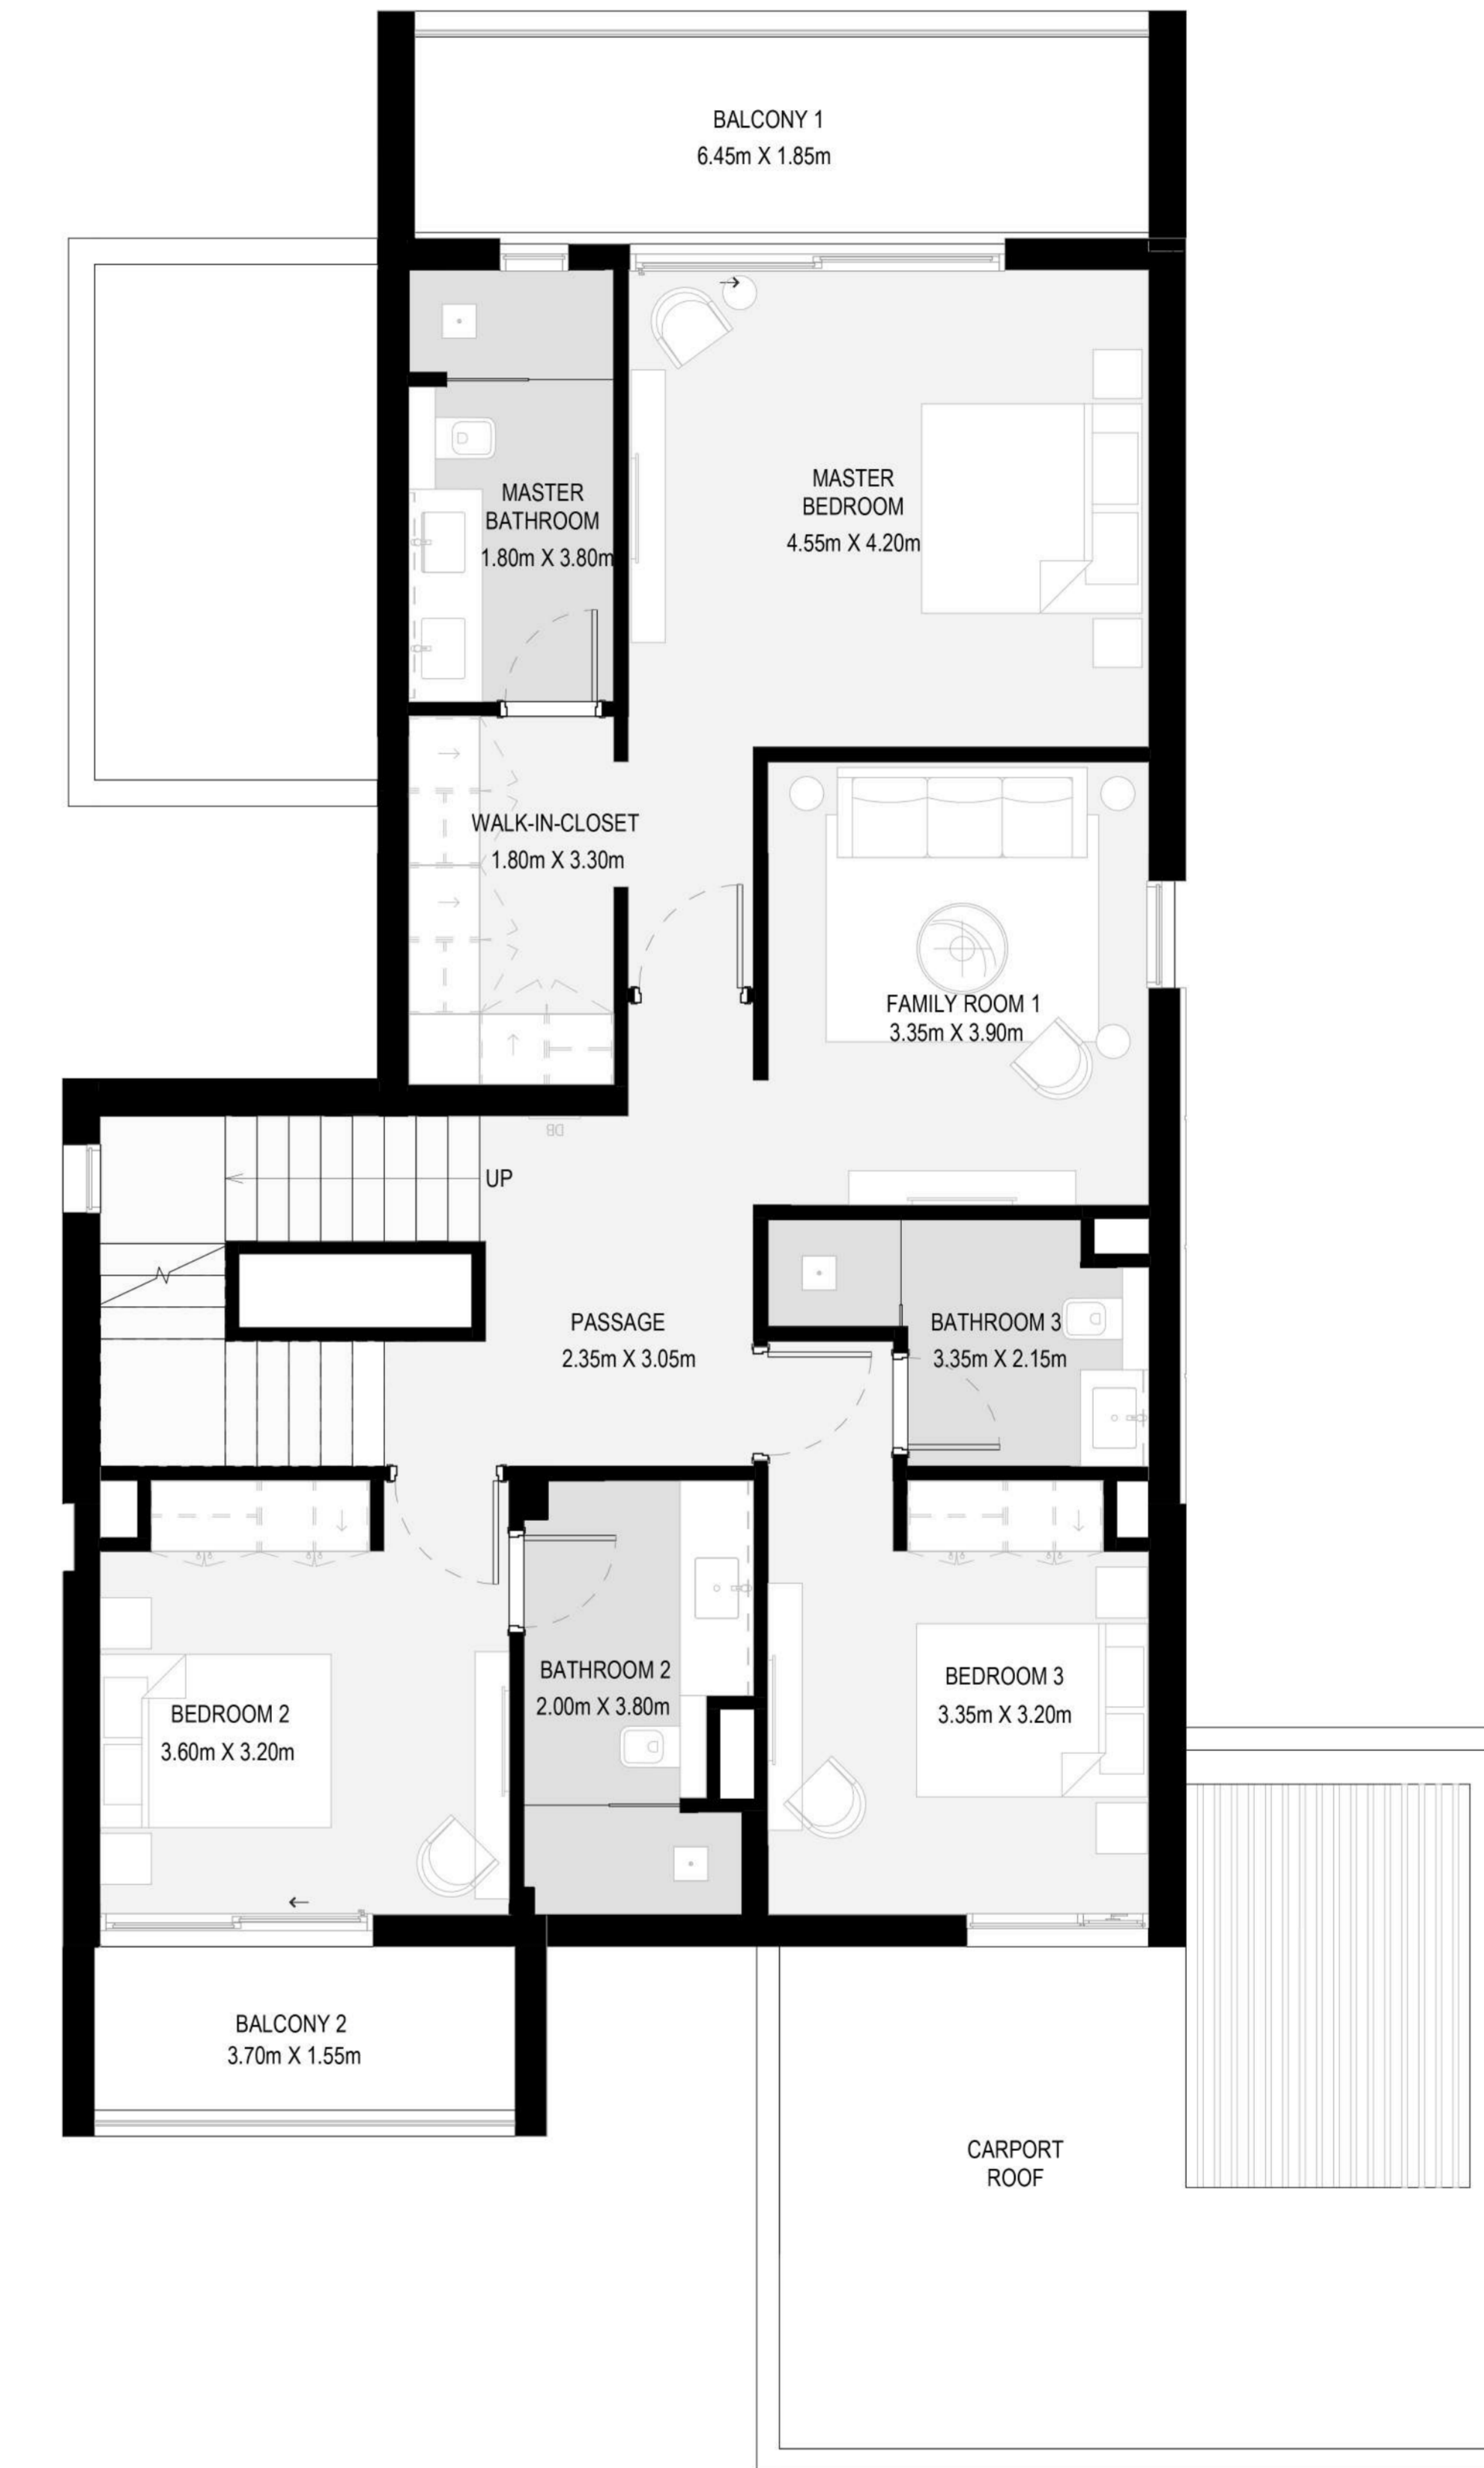 BALCONY 1
6.45m X 1.85m
MASTER
BATHROOM
1.80m X 3.80m
MASTER
BEDROOM
4.55m X 4.20m
WALK-IN-CLOSET
1.80m X 3.30m
FAMILY ROOM 1
3.35m X 3.90m
DB
UP
PASSAGE
2.35m X 3.05m
BATHROOM 3
3.35m X 2.15m
BATHROOM 2
2.00m X 3.80m
BEDROOM 3
3.35m X 3.20m
BEDROOM 2
3.60m X 3.20m
BALCONY 2
3.70m X 1.55m
CARPORT
ROOF